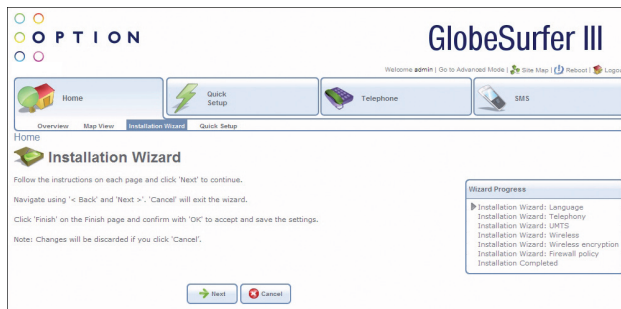 OPTION
GlobeSurfer III
Welcome admin | Go to Advanced Mode | Site Map | Reboot | Logou
Home
Quick
Setup
Telephone
SMS
Overview Map View Installation Wizard Quick Setup
Home
Installation Wizard
Follow the instructions on each page and click 'Next' to continue.
Wizard Progress
Navigate using '< Back' and 'Next >'. 'Cancel' will exit the wizard.
Installation Wizard: Language
Click 'Finish' on the Finish page and confirm with 'OK' to accept and save the settings.
Installation Wizard: Telephony
Installation Wizard: UMTS
Note: Changes will be discarded if you click 'Cancel'.
Installation Wizard: Wireless
Installation Wizard: Wireless encryption
Installation Wizard: Firewall policy
Installation Completed
Next Cancel